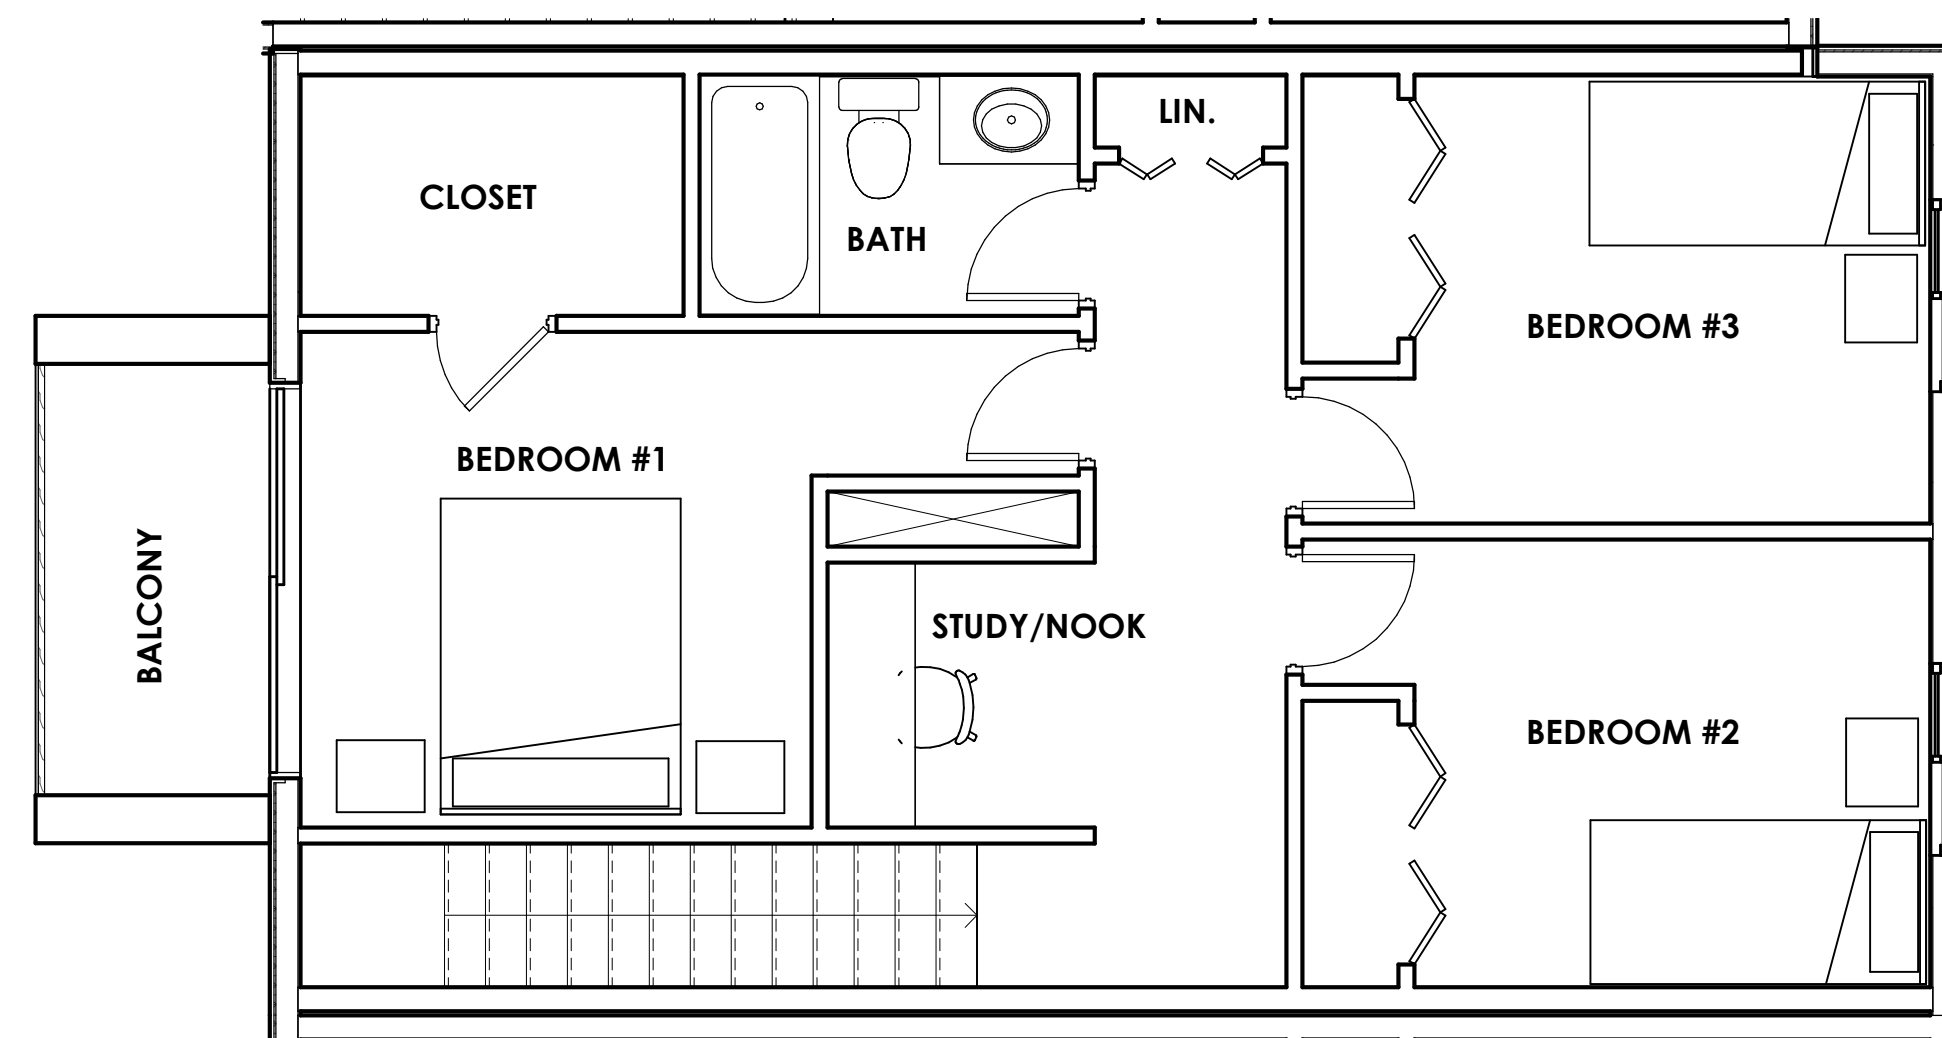 LIN.
CLOSET
BATH
BEDROOM #3
BEDROOM #1
BALCONY
STUDY/NOOK
BEDROOM #2